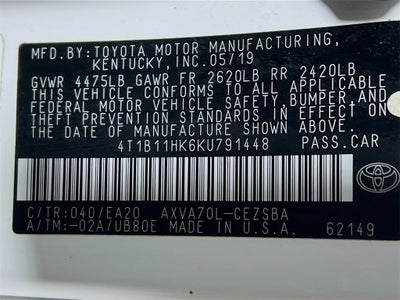 MFD.BY:TOYOTA MOTOR MANUFACTURING,
KENTUCKY,INC.05/19
GVWR 4475LB GAWR FR 2620LB RR 2420LB
THIS VEHICLE CONFORMS TO ALL APPLICABLE
FEDERAL MOTOR VEHICLE SAFETY,BUMPER,AND
THEFT PREVENTION STANDARDS IN EFFECT ON
THE DATE OF MANUFACTURE SHOWN ABOVE.
4T1B11HK6KU791448 PASS.CAR
C/TR:040/EA20 AXVA70L-CEZSBA
A/TM:-02A/UB80E Made in U.S.A. 62149